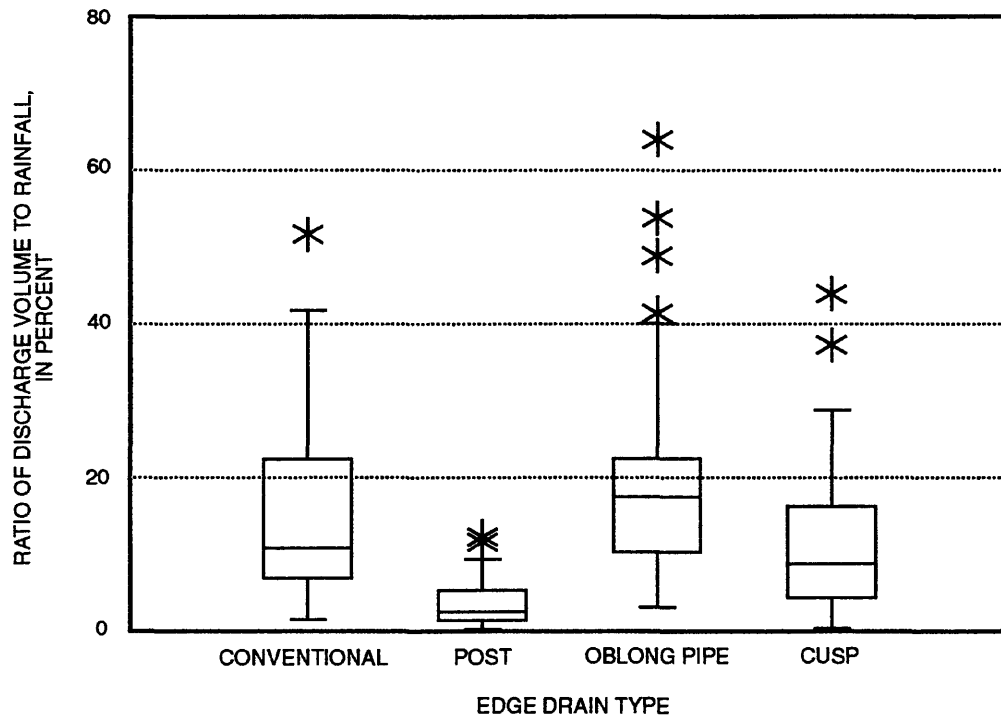 RATIO OF DISCHARGE VOLUME TO RAINFALL,
IN PERCENT
80
60
40
20
0
CONVENTIONAL POST OBLONG PIPE CUSP
EDGE DRAIN TYPE